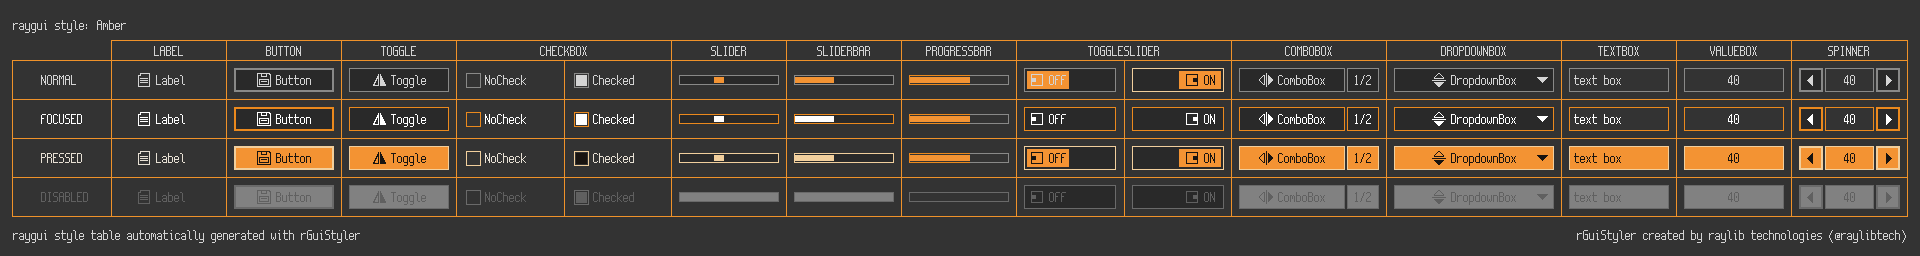 raygui style: Amber
LABEL BUTTON TOGGLE CHECKBOX SLIDER SLIDERBAR PROGRESSBAR TOGGLESLIDER COMBOBOX DROPDOWNBOX TEXTBOX VALUEBOX SPINNER
NORMAL Label Button Toggle NoCheck Checked OFF ON ComboBox 1/2 DropdownBox text box 40 40
FOCUSED Label Button Toggle NoCheck Checked OFF ON ComboBox 1/2 DropdownBox text box 40 40
PRESSED Label Button Toggle NoCheck Checked OFF ON ComboBox 1/2 DropdownBox text box 40 40
DISABLED Label Button Toggle NoCheck Checked OFF ON ComboBox 1/2 DropdownBox text box 40 40
raygui style table automatically generated with rGuiStyler rGuiStyler created by raylib technologies (@raylibtech)